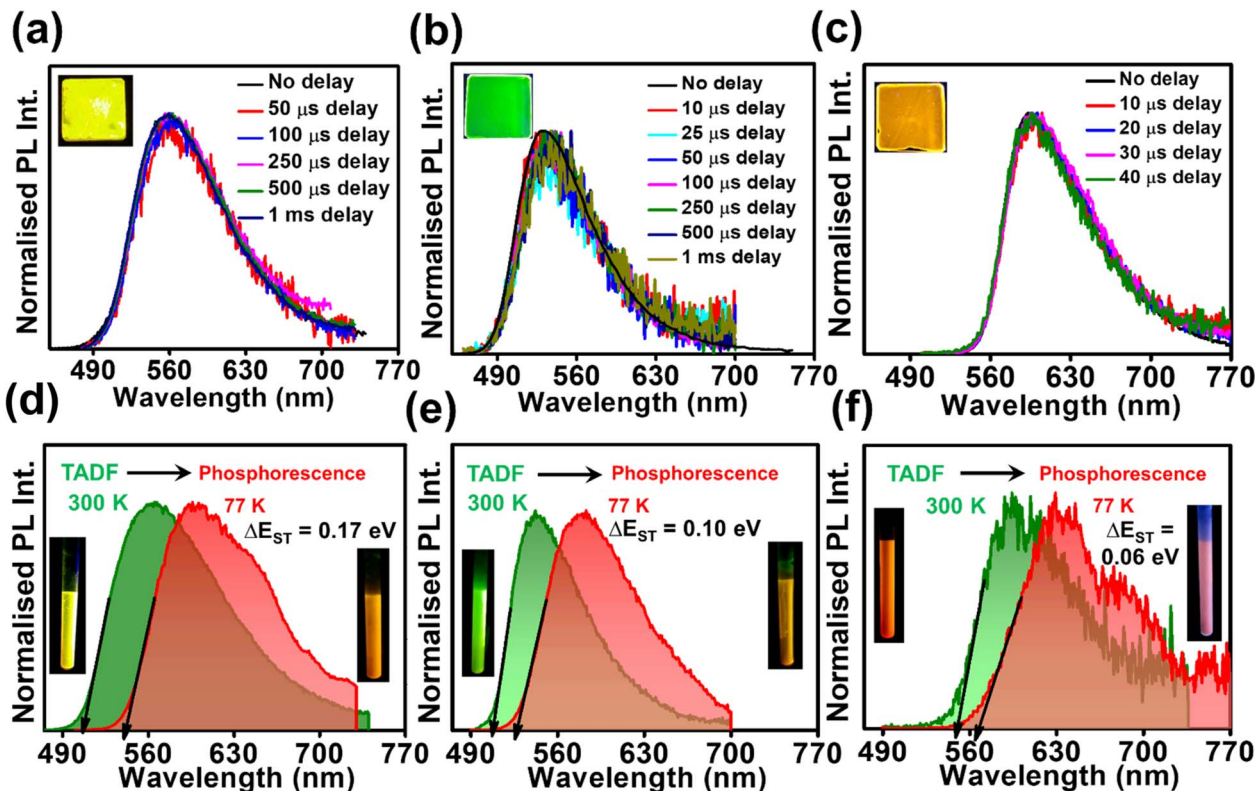 (a)
Normalised PL Int.
No delay
50 μs delay
100 μs delay
250 μs delay
500 μs delay
1 ms delay
490 560 630 700 770
Wavelength (nm)
(b)
Normalised PL Int.
No delay
10 μs delay
25 μs delay
50 μs delay
100 μs delay
250 μs delay
500 μs delay
1 ms delay
490 560 630 700 770
Wavelength (nm)
(c)
Normalised PL Int.
No delay
10 μs delay
20 μs delay
30 μs delay
40 μs delay
490 560 630 700 770
Wavelength (nm)
(d)
Normalised PL Int.
TADF Phosphorescence
300 K 77 K
ΔE_ST = 0.17 eV
490 560 630 700 770
Wavelength (nm)
(e)
Normalised PL Int.
TADF Phosphorescence
300 K 77 K
ΔE_ST = 0.10 eV
490 560 630 700 770
Wavelength (nm)
(f)
Normalised PL Int.
TADF Phosphorescence
300 K 77 K
ΔE_ST =
0.06 eV
490 560 630 700 770
Wavelength (nm)